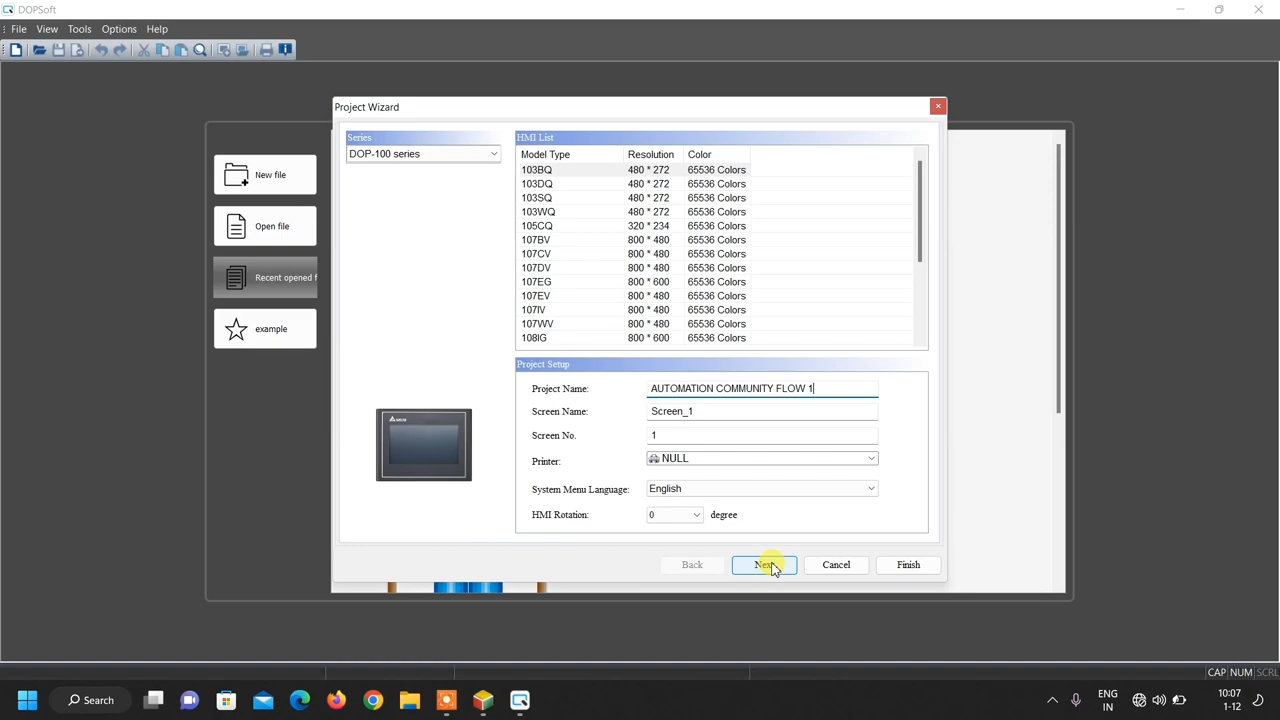 DOPSoft
File View Tools Options Help
Project Wizard
Series
HMI List
DOP-100 series
Model Type Resolution Color
103BQ 480 * 272 65536 Colors
103DQ 480 * 272 65536 Colors
103SQ 480 * 272 65536 Colors
103WQ 480 * 272 65536 Colors
105CQ 320 * 234 65536 Colors
107BV 800 * 480 65536 Colors
107CV 800 * 480 65536 Colors
107DV 800 * 480 65536 Colors
107EG 800 * 600 65536 Colors
107EV 800 * 480 65536 Colors
107IV 800 * 480 65536 Colors
107WV 800 * 480 65536 Colors
108IG 800 * 600 65536 Colors
New file
Open file
Recent opened f
example
Project Setup
Project Name: AUTOMATION COMMUNITY FLOW 1
Screen Name: Screen_1
Screen No. 1
Printer: NULL
System Menu Language: English
HMI Rotation: 0 degree
Back Next Cancel Finish
CAP NUM SCRL
Search
ENG
IN
10:07
1-12